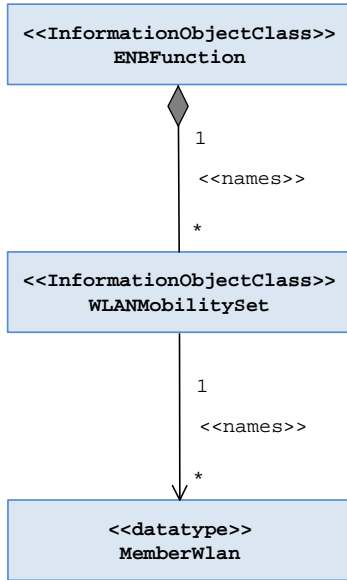 <<InformationObjectClass>>
ENBFunction
1
<<names>>
*
<<InformationObjectClass>>
WLANMobilitySet
1
<<names>>
*
<<datatype>>
MemberWlan